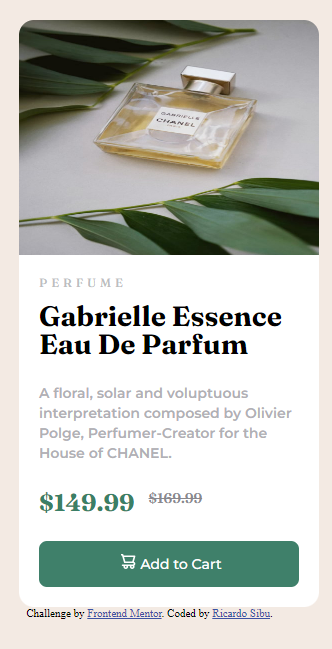 GABRIELLE
CHANEL
PARIS
PERFUME
Gabrielle Essence
Eau De Parfum
A floral, solar and voluptuous
interpretation composed by Olivier
Polge, Perfumer-Creator for the
House of CHANEL.
$149.99 $169.99
Add to Cart
Challenge by Frontend Mentor. Coded by Ricardo Sibu.